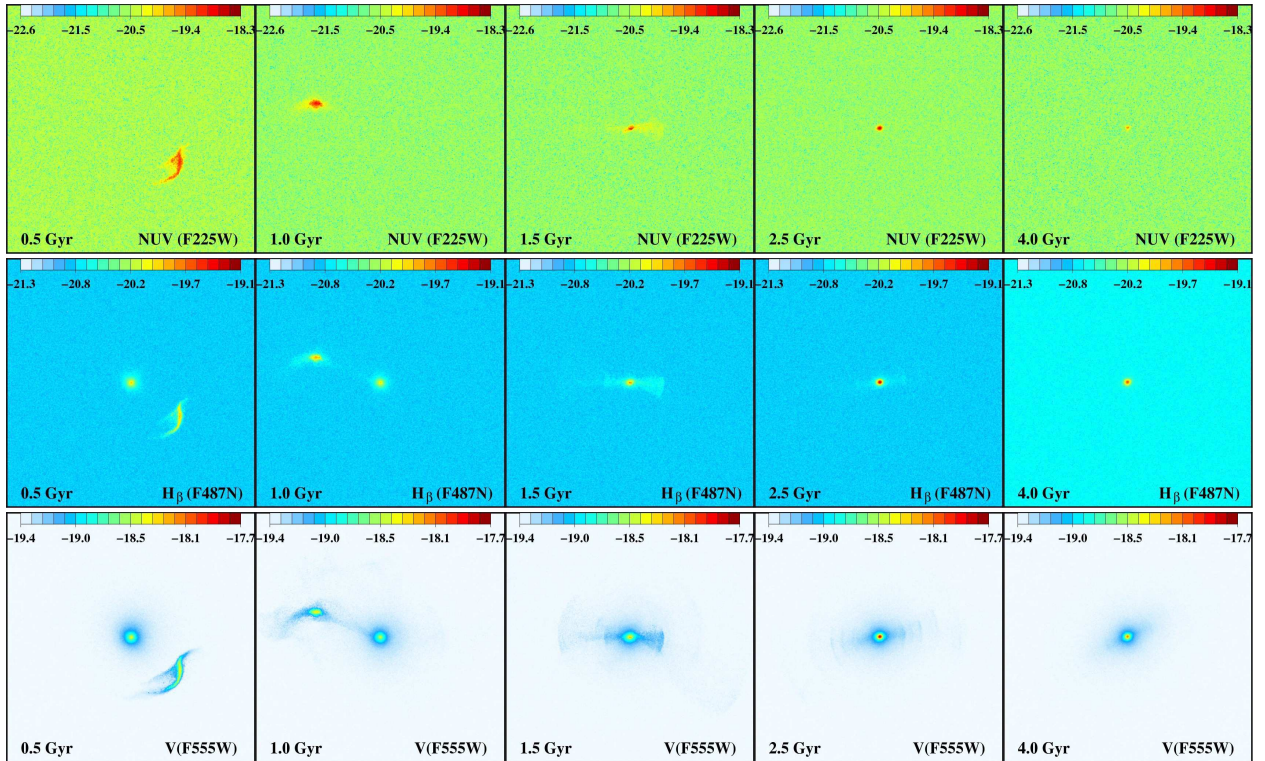 −22.6 −21.5 −20.5 −19.4 −18.3 −22.6 −21.5 −20.5 −19.4 −18.3 −22.6 −21.5 −20.5 −19.4 −18.3 −22.6 −21.5 −20.5 −19.4 −18.3 −22.6 −21.5 −20.5 −19.4 −18.3
0.5 Gyr NUV (F225W) 1.0 Gyr NUV (F225W) 1.5 Gyr NUV (F225W) 2.5 Gyr NUV (F225W) 4.0 Gyr NUV (F225W)
−21.3 −20.8 −20.2 −19.7 −19.1 −21.3 −20.8 −20.2 −19.7 −19.1 −21.3 −20.8 −20.2 −19.7 −19.1 −21.3 −20.8 −20.2 −19.7 −19.1 −21.3 −20.8 −20.2 −19.7 −19.1
0.5 Gyr Hβ (F487N) 1.0 Gyr Hβ (F487N) 1.5 Gyr Hβ (F487N) 2.5 Gyr Hβ (F487N) 4.0 Gyr Hβ (F487N)
−19.4 −19.0 −18.5 −18.1 −17.7 −19.4 −19.0 −18.5 −18.1 −17.7 −19.4 −19.0 −18.5 −18.1 −17.7 −19.4 −19.0 −18.5 −18.1 −17.7 −19.4 −19.0 −18.5 −18.1 −17.7
0.5 Gyr V(F555W) 1.0 Gyr V(F555W) 1.5 Gyr V(F555W) 2.5 Gyr V(F555W) 4.0 Gyr V(F555W)